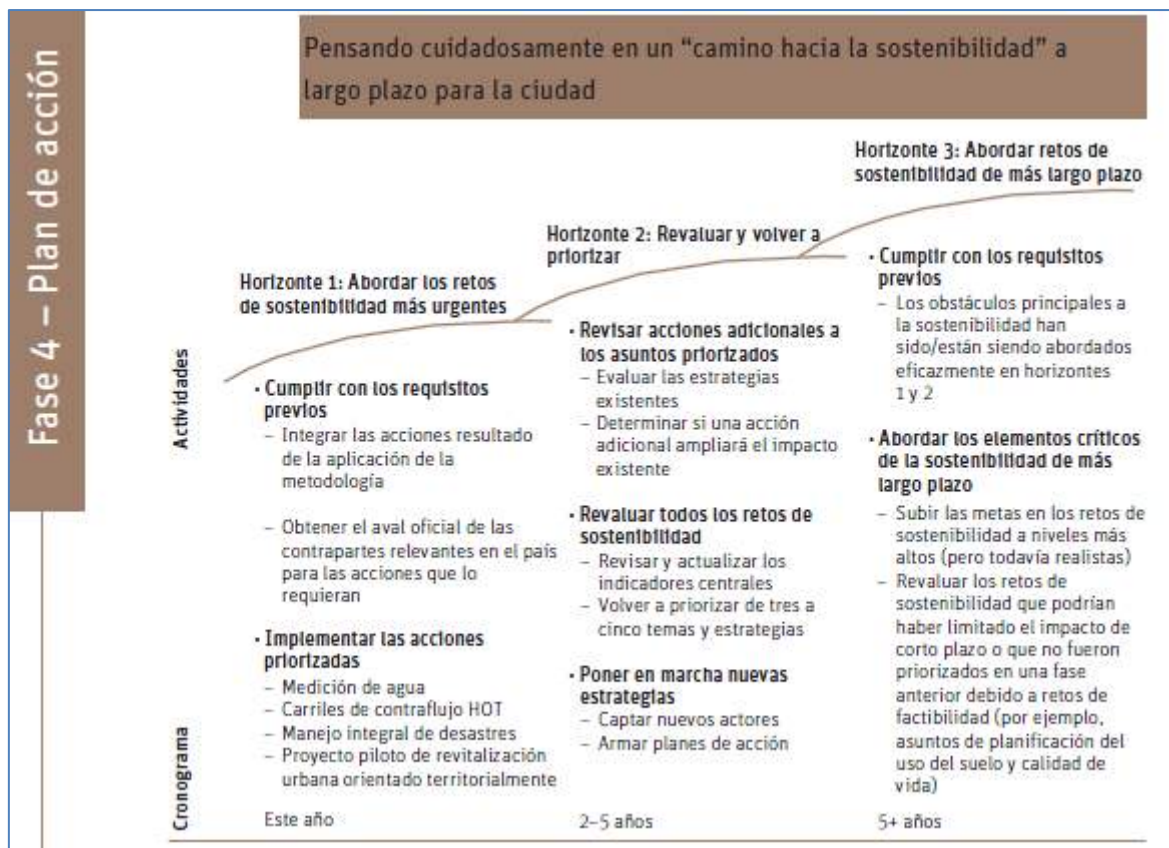 Fase 4 – Plan de acción
Pensando cuidadosamente en un “camino hacia la sostenibilidad” a
largo plazo para la ciudad
Actividades
Horizonte 1: Abordar los retos
de sostenibilidad más urgentes
• Cumplir con los requisitos
previos
– Integrar las acciones resultado
de la aplicación de la
metodología
– Obtener el aval oficial de las
contrapartes relevantes en el país
para las acciones que lo
requieran
• Implementar las acciones
priorizadas
– Medición de agua
– Carriles de contraflujo HOT
– Manejo integral de desastres
– Proyecto piloto de revitalización
urbana orientado territorialmente
Horizonte 2: Revaluar y volver a
priorizar
• Revisar acciones adicionales a
los asuntos priorizados
– Evaluar las estrategias
existentes
– Determinar si una acción
adicional ampliará el impacto
existente
• Revaluar todos los retos de
sostenibilidad
– Revisar y actualizar los
indicadores centrales
– Volver a priorizar de tres a
cinco temas y estrategias
• Poner en marcha nuevas
estrategias
– Captar nuevos actores
– Armar planes de acción
Horizonte 3: Abordar retos de
sostenibilidad de más largo plazo
• Cumplir con los requisitos
previos
– Los obstáculos principales a
la sostenibilidad han
sido/están siendo abordados
eficazmente en horizontes
1 y 2
• Abordar los elementos críticos
de la sostenibilidad de más
largo plazo
– Subir las metas en los retos de
sostenibilidad a niveles más
altos (pero todavía realistas)
– Revaluar los retos de
sostenibilidad que podrían
haber limitado el impacto de
corto plazo o que no fueron
priorizados en una fase
anterior debido a retos de
factibilidad (por ejemplo,
asuntos de planificación del
uso del suelo y calidad de
vida)
Cronograma
Este año
2–5 años
5+ años